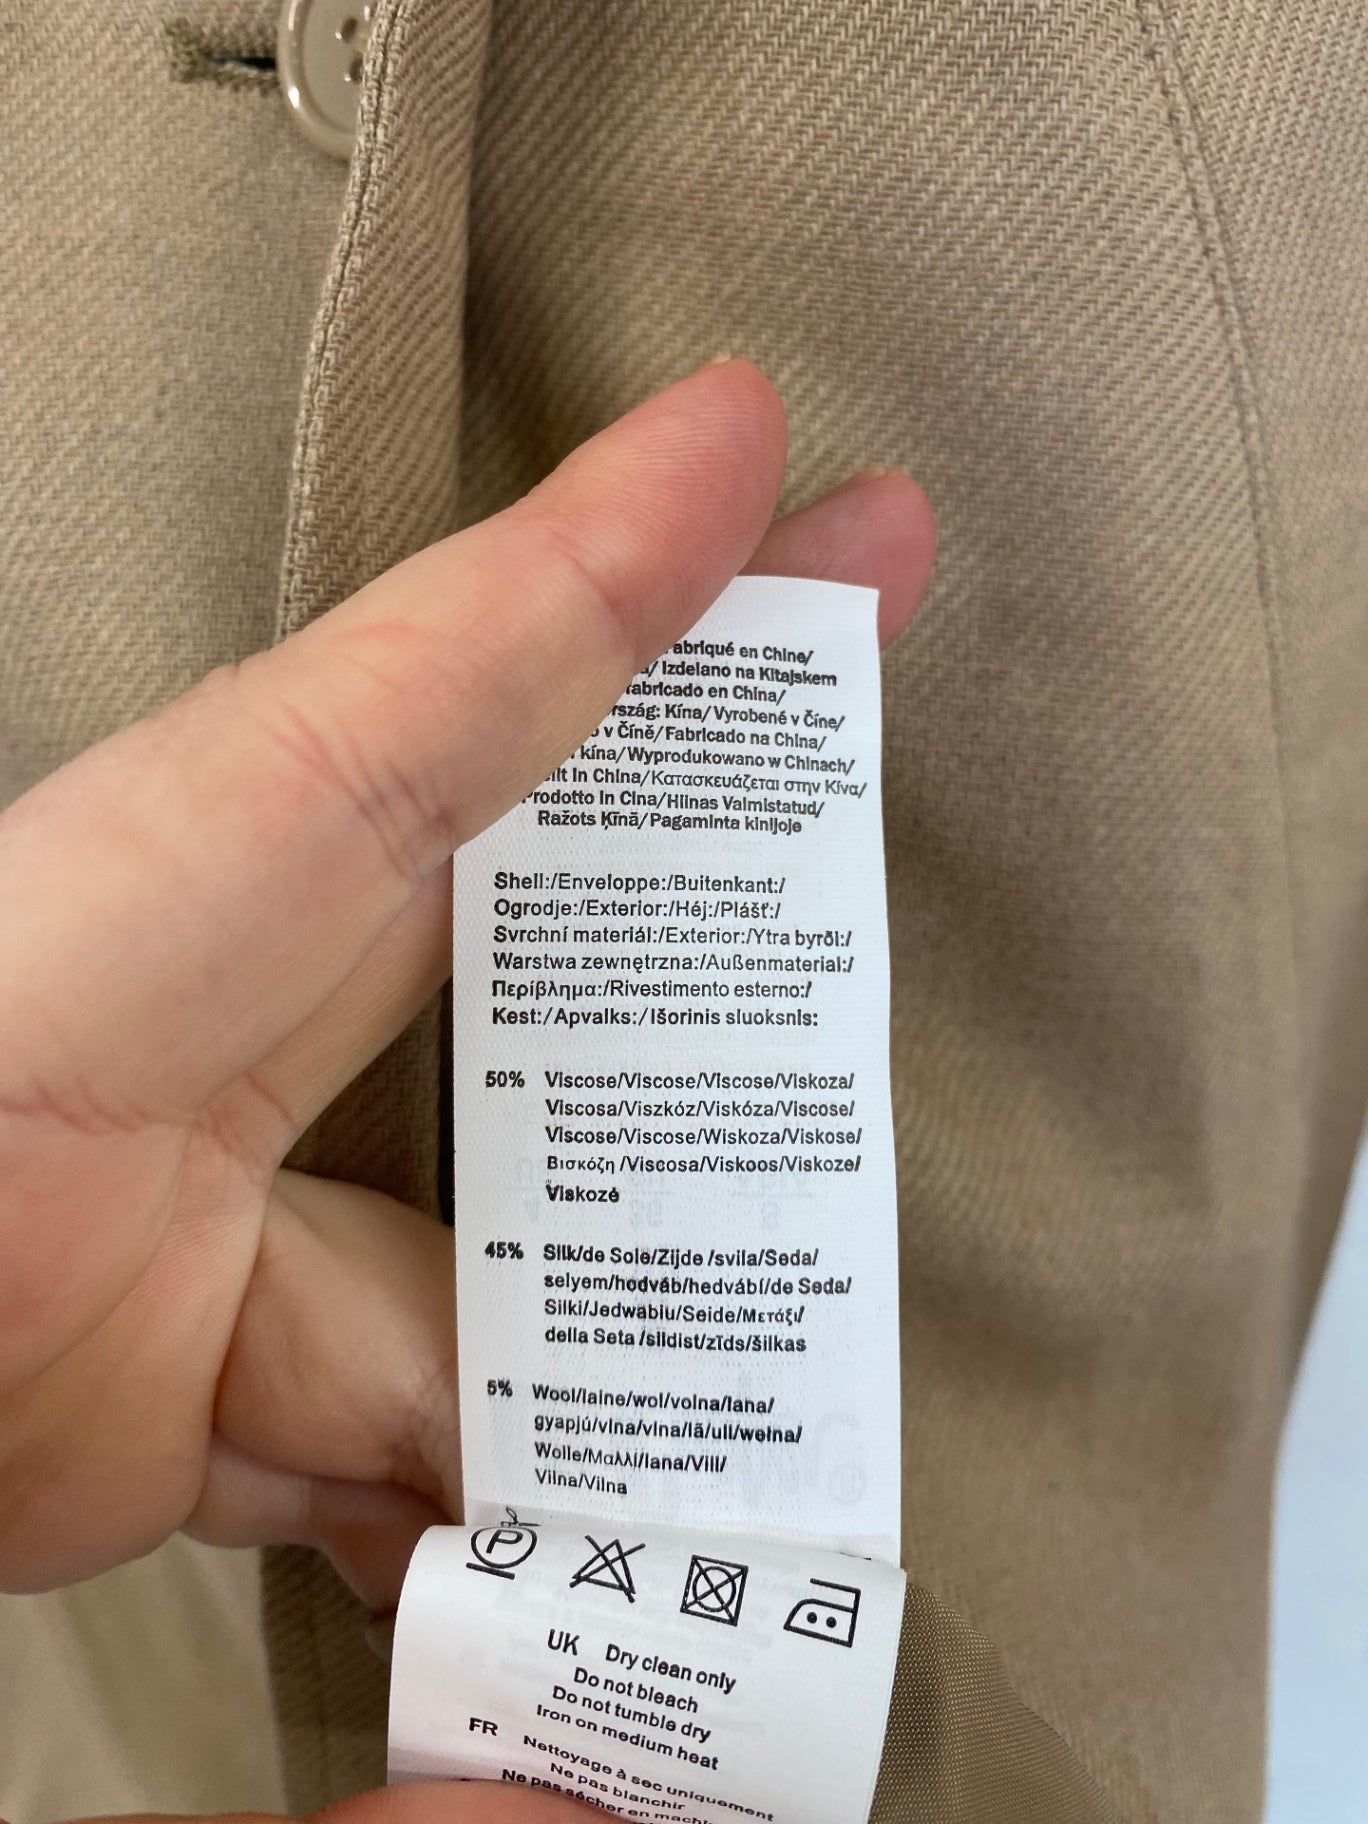 en Chine/
/ Izdelano na Kitajskem
en China/
Kína/Vyrobené v Číne/
v Číně/Fabricado na China/
kína/Wyprodukowano w Chinach/
in China/Κατασκευάζεται στην Κίνα/
Prodotto in Cina/Hiinas Valmistatud/
Ražots Ķīnā/Pagaminta kinijoje
Shell:/Enveloppe:/Buitenkant:/
Ogrodje:/Exterior:/Héj:/Plášť:/
Svrchní materiál:/Exterior:/Ytra byrði:/
Warstwa zewnętrzna:/Außenmaterial:/
Περίβλημα:/Rivestimento esterno:/
Kest:/Apvalks:/Išorinis sluoksnis:
50% Viscose/Viscose/Viscose/Viskoza/
Viscosa/Viszkóz/Viskóza/Viscose/
Viscose/Viscose/Wiskoza/Viskose/
Βισκόζη /Viscosa/Viskoos/Viskoze/
Viskozė
45% Silk/de Soie/Zijde /svila/Seda/
selyem/hodváb/hedvábí/de Seda/
Silki/Jedwabiu/Seide/Μετάξι/
della Seta /siidist/zīds/šilkas
5% Wool/laine/wol/volna/lana/
gyapjú/vlna/vlna/lã/ull/wełna/
Wolle/Μαλλί/lana/Vill/
Vilna/Vilna
P
UK Dry clean only
Do not bleach
Do not tumble dry
Iron on medium heat
FR Nettoyage à sec uniquement
Ne pas blanchir
Ne pas sécher en